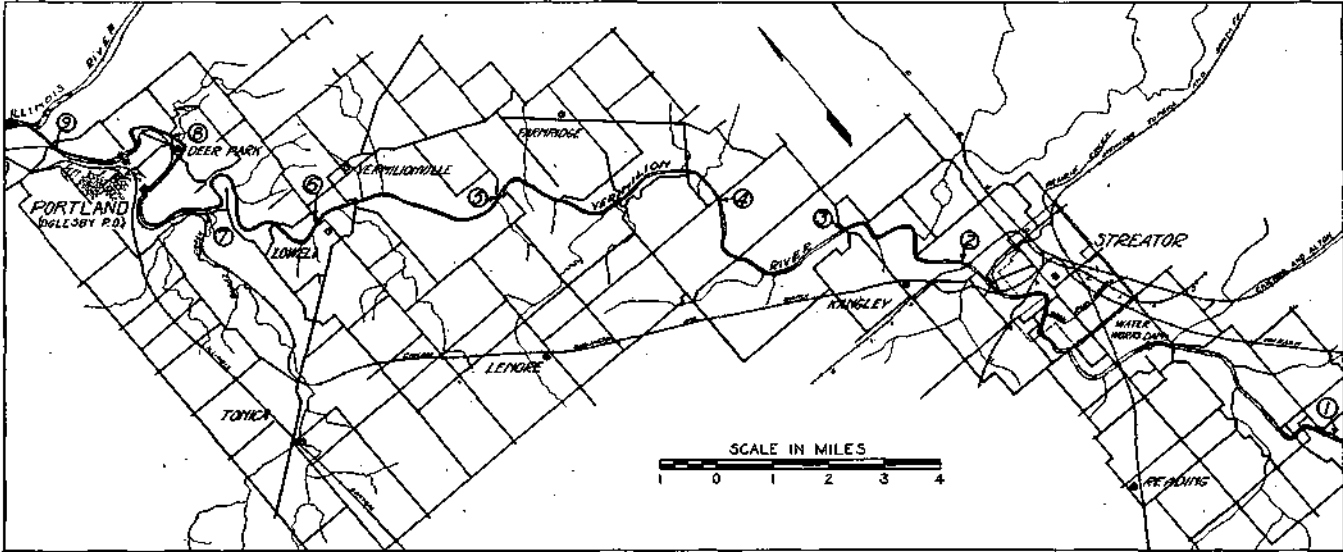 ILLINOIS RIVER
9
8
DEER PARK
PORTLAND
(OGLESBY P.O.)
7
6
LOWELL
VERMILIONVILLE
5
FARMRIDGE
VERMILION RIVER
4
3
2
KANGLEY
STREATOR
WATER
WORKS DAM
1
READING
LENORE
TONICA
SCALE IN MILES
1 0 1 2 3 4